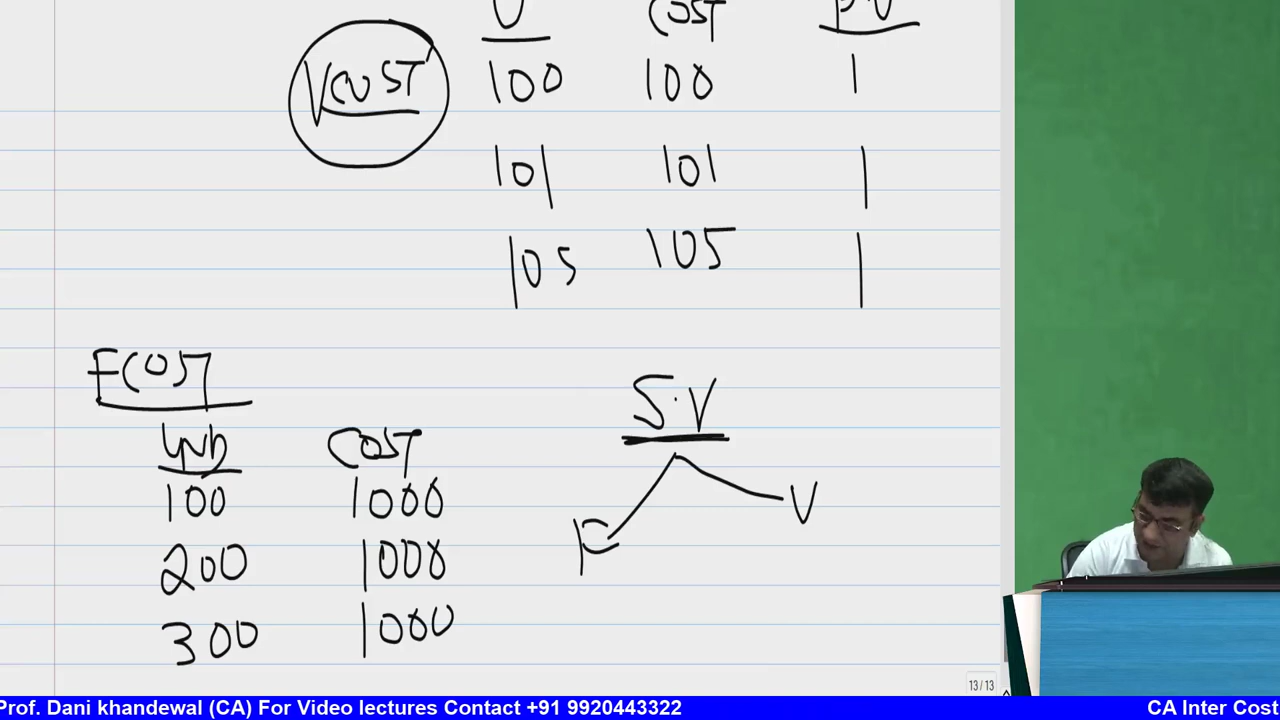 U COST P.U
VCOST 100 100 1
101 101 1
105 105 1
FCOST
COST S.V
100 1000 F V
200 1000
300 1000
13/13
Prof. Dani khandewal (CA) For Video lectures Contact +91 9920443322 CA Inter Cost